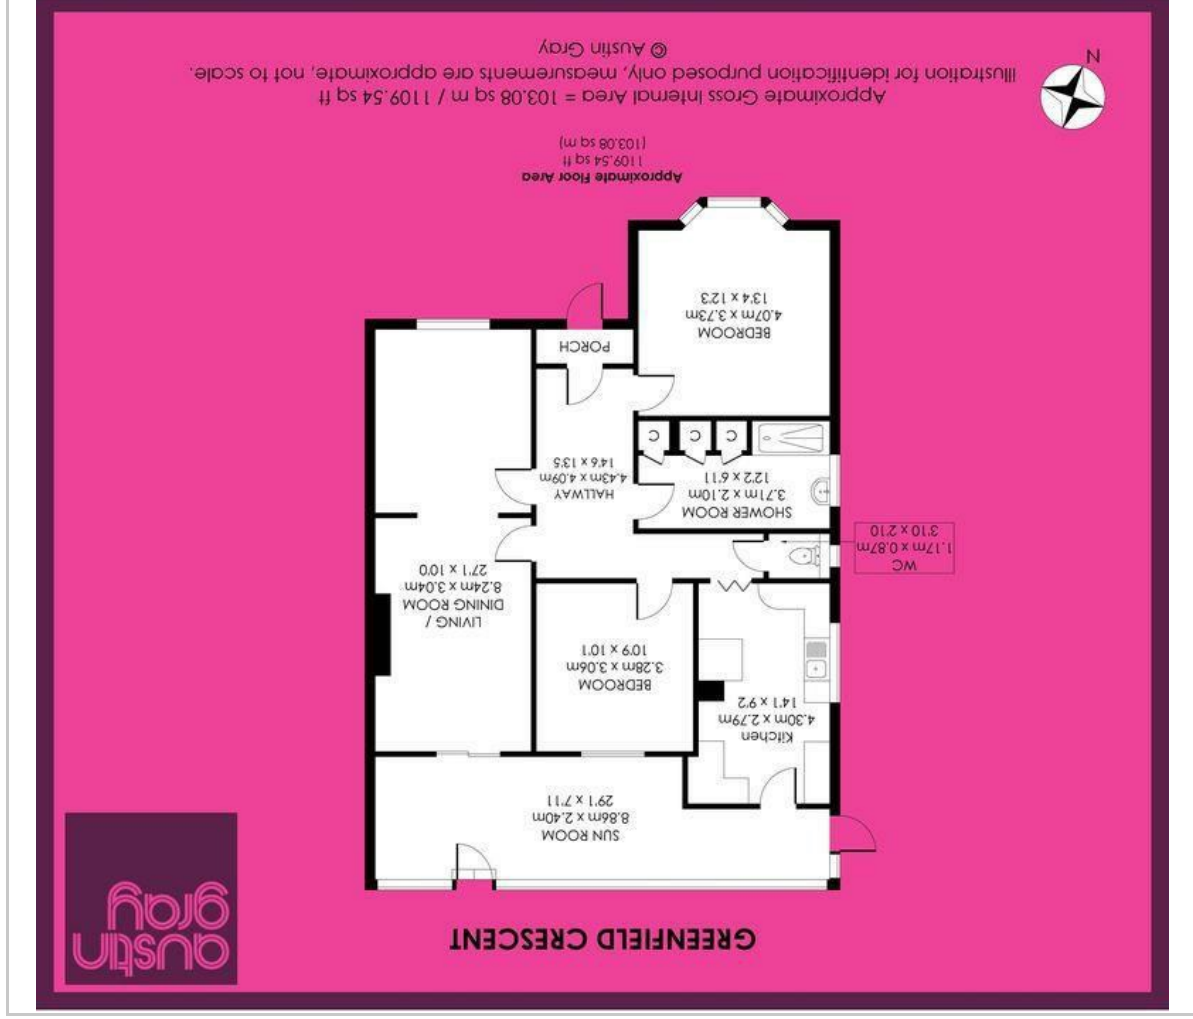 GREENFIELD CRESCENT
austin
gray
SUN ROOM
8.86m x 2.40m
29'1 x 7'11
Kitchen
4.30m x 2.79m
14'1 x 9'2
BEDROOM
3.28m x 3.06m
10'9 x 10'1
LIVING /
DINING ROOM
8.24m x 3.04m
27'1 x 10'0
WC
1.17m x 0.87m
3'10 x 2'10
SHOWER ROOM
3.71m x 2.10m
12'2 x 6'11
HALLWAY
4.43m x 4.09m
14'6 x 13'5
C
C
C
PORCH
BEDROOM
4.07m x 3.73m
13'4 x 12'3
Approximate Floor Area
1109.54 sq ft
(103.08 sq m)
N
Approximate Gross Internal Area = 103.08 sq m / 1109.54 sq ft
Illustration for identification purposed only, measurements are approximate, not to scale.
© Austin Gray